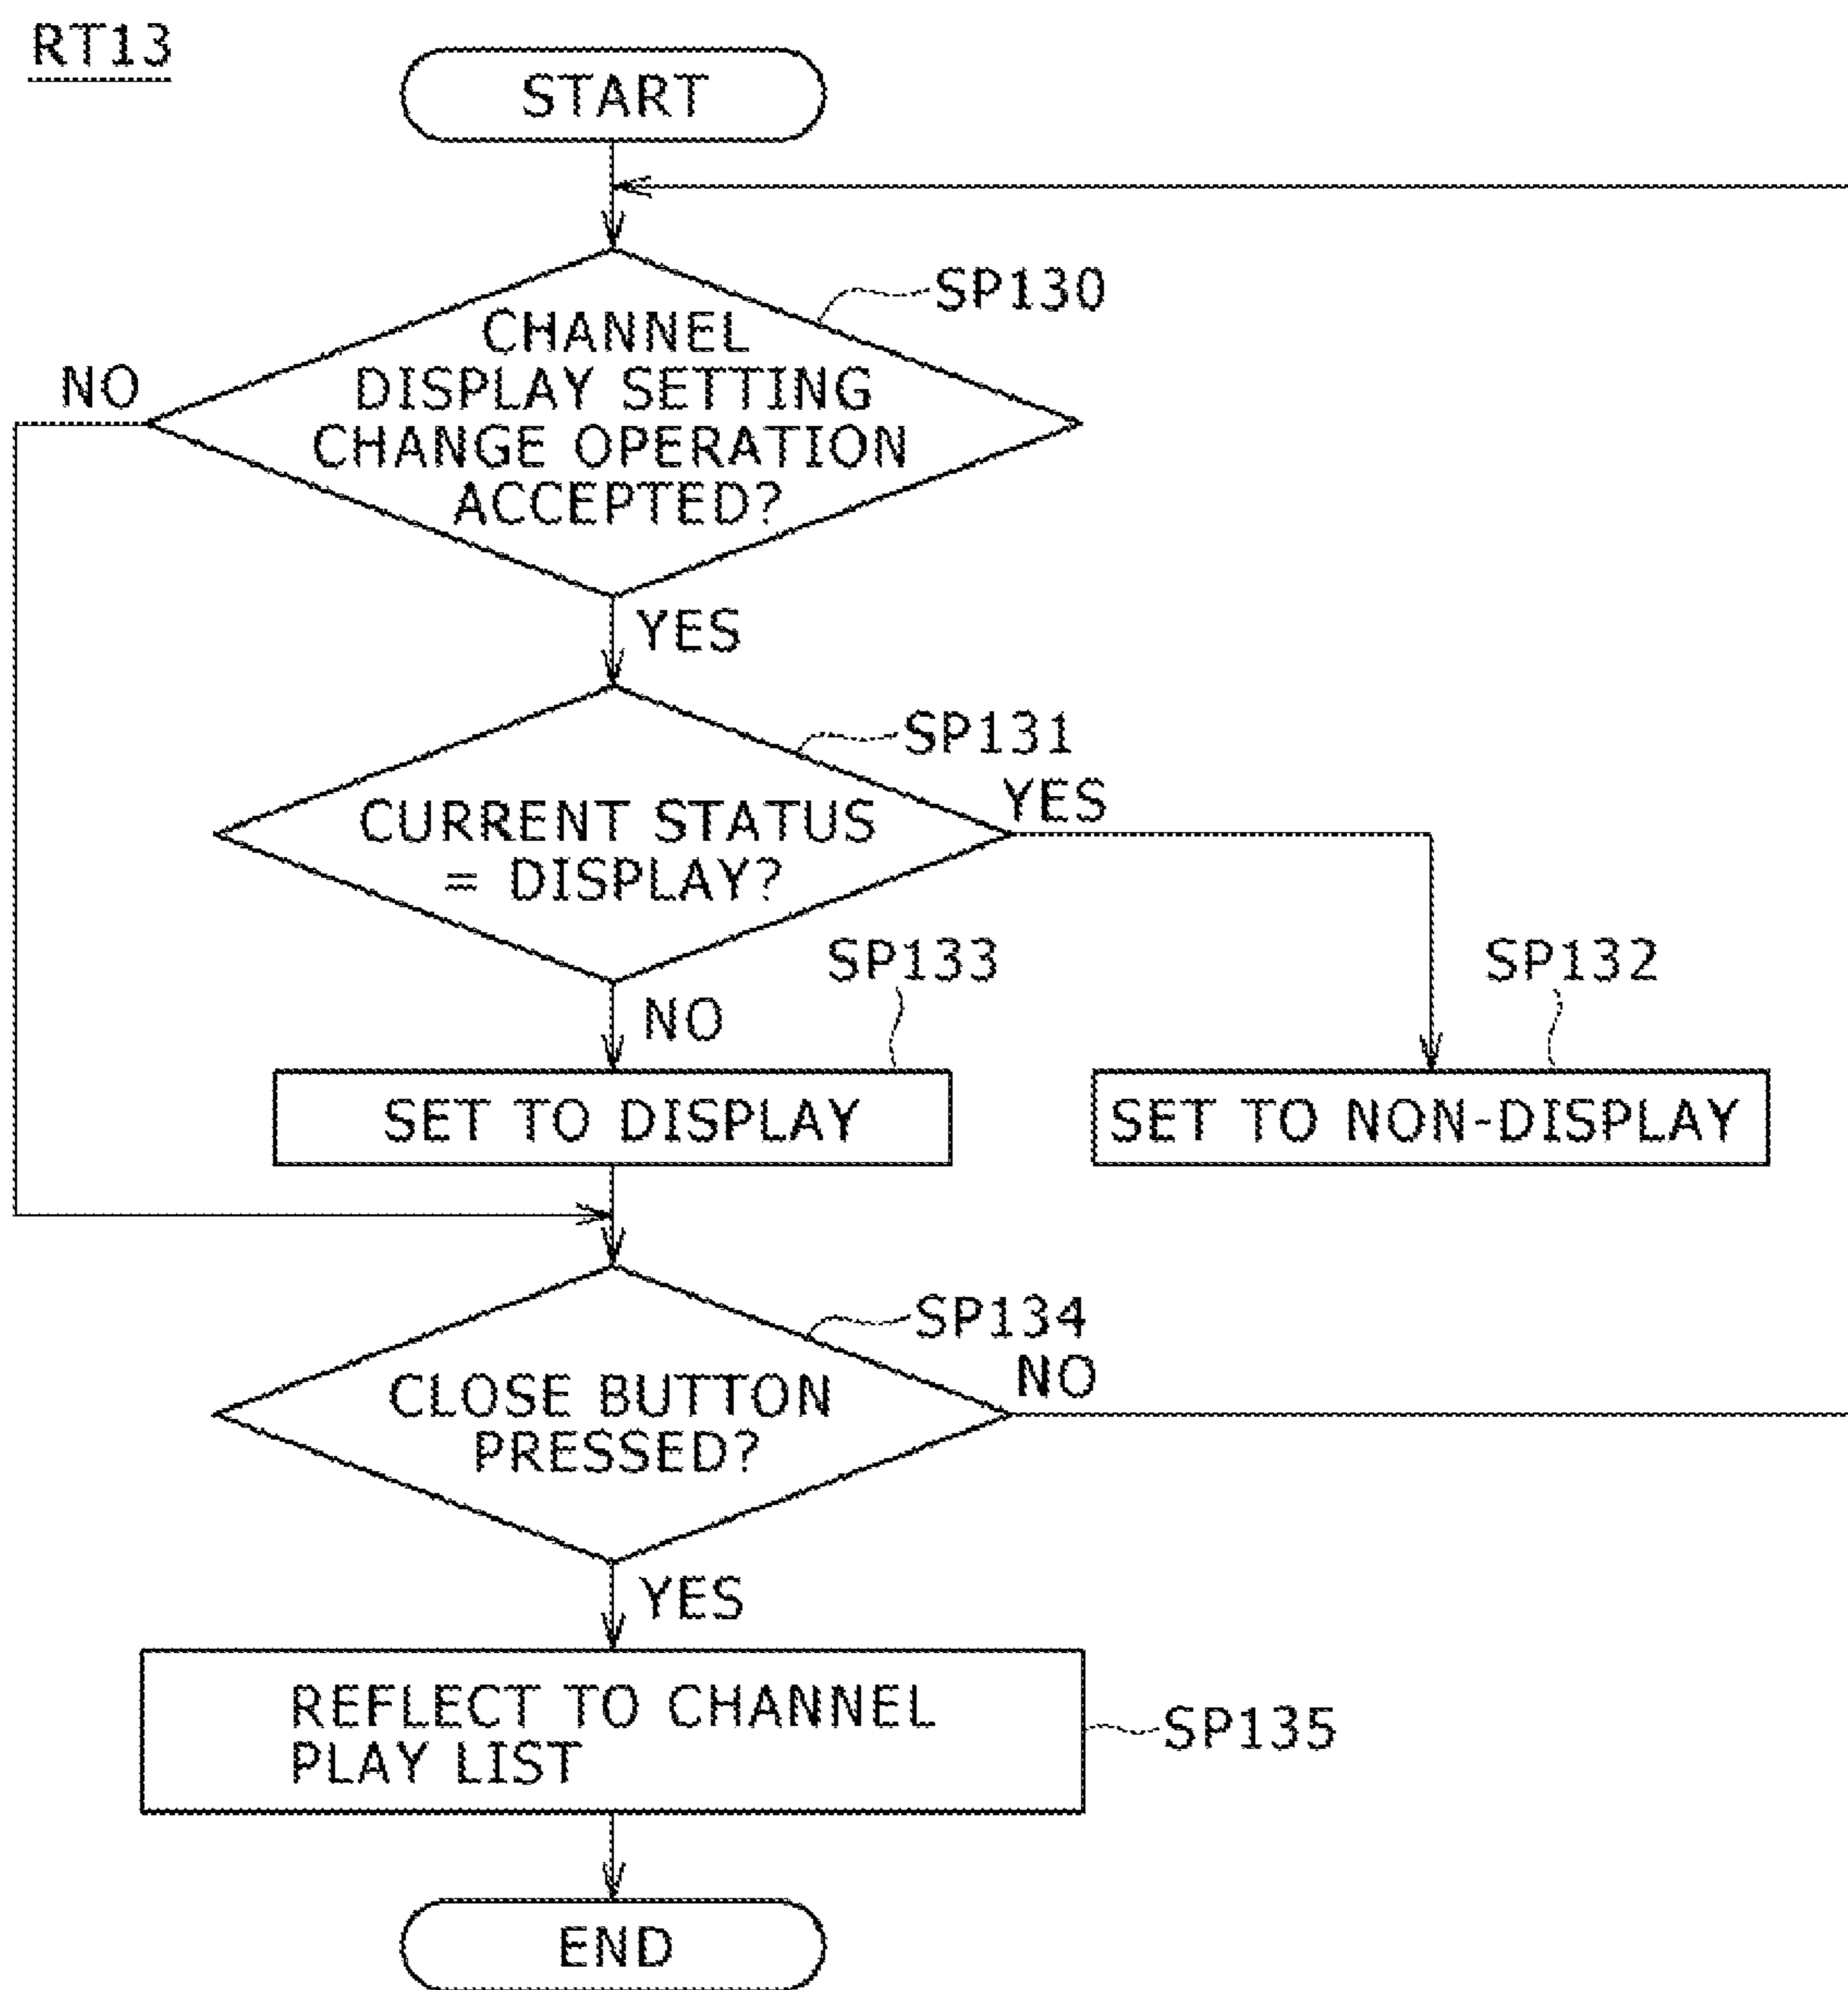 RT13
START
SP130
CHANNEL
DISPLAY SETTING
CHANGE OPERATION
ACCEPTED?
NO
YES
SP131
CURRENT STATUS
= DISPLAY?
YES
NO
SP133
SP132
SET TO DISPLAY
SET TO NON-DISPLAY
SP134
CLOSE BUTTON
PRESSED?
NO
YES
REFLECT TO CHANNEL
PLAY LIST
SP135
END